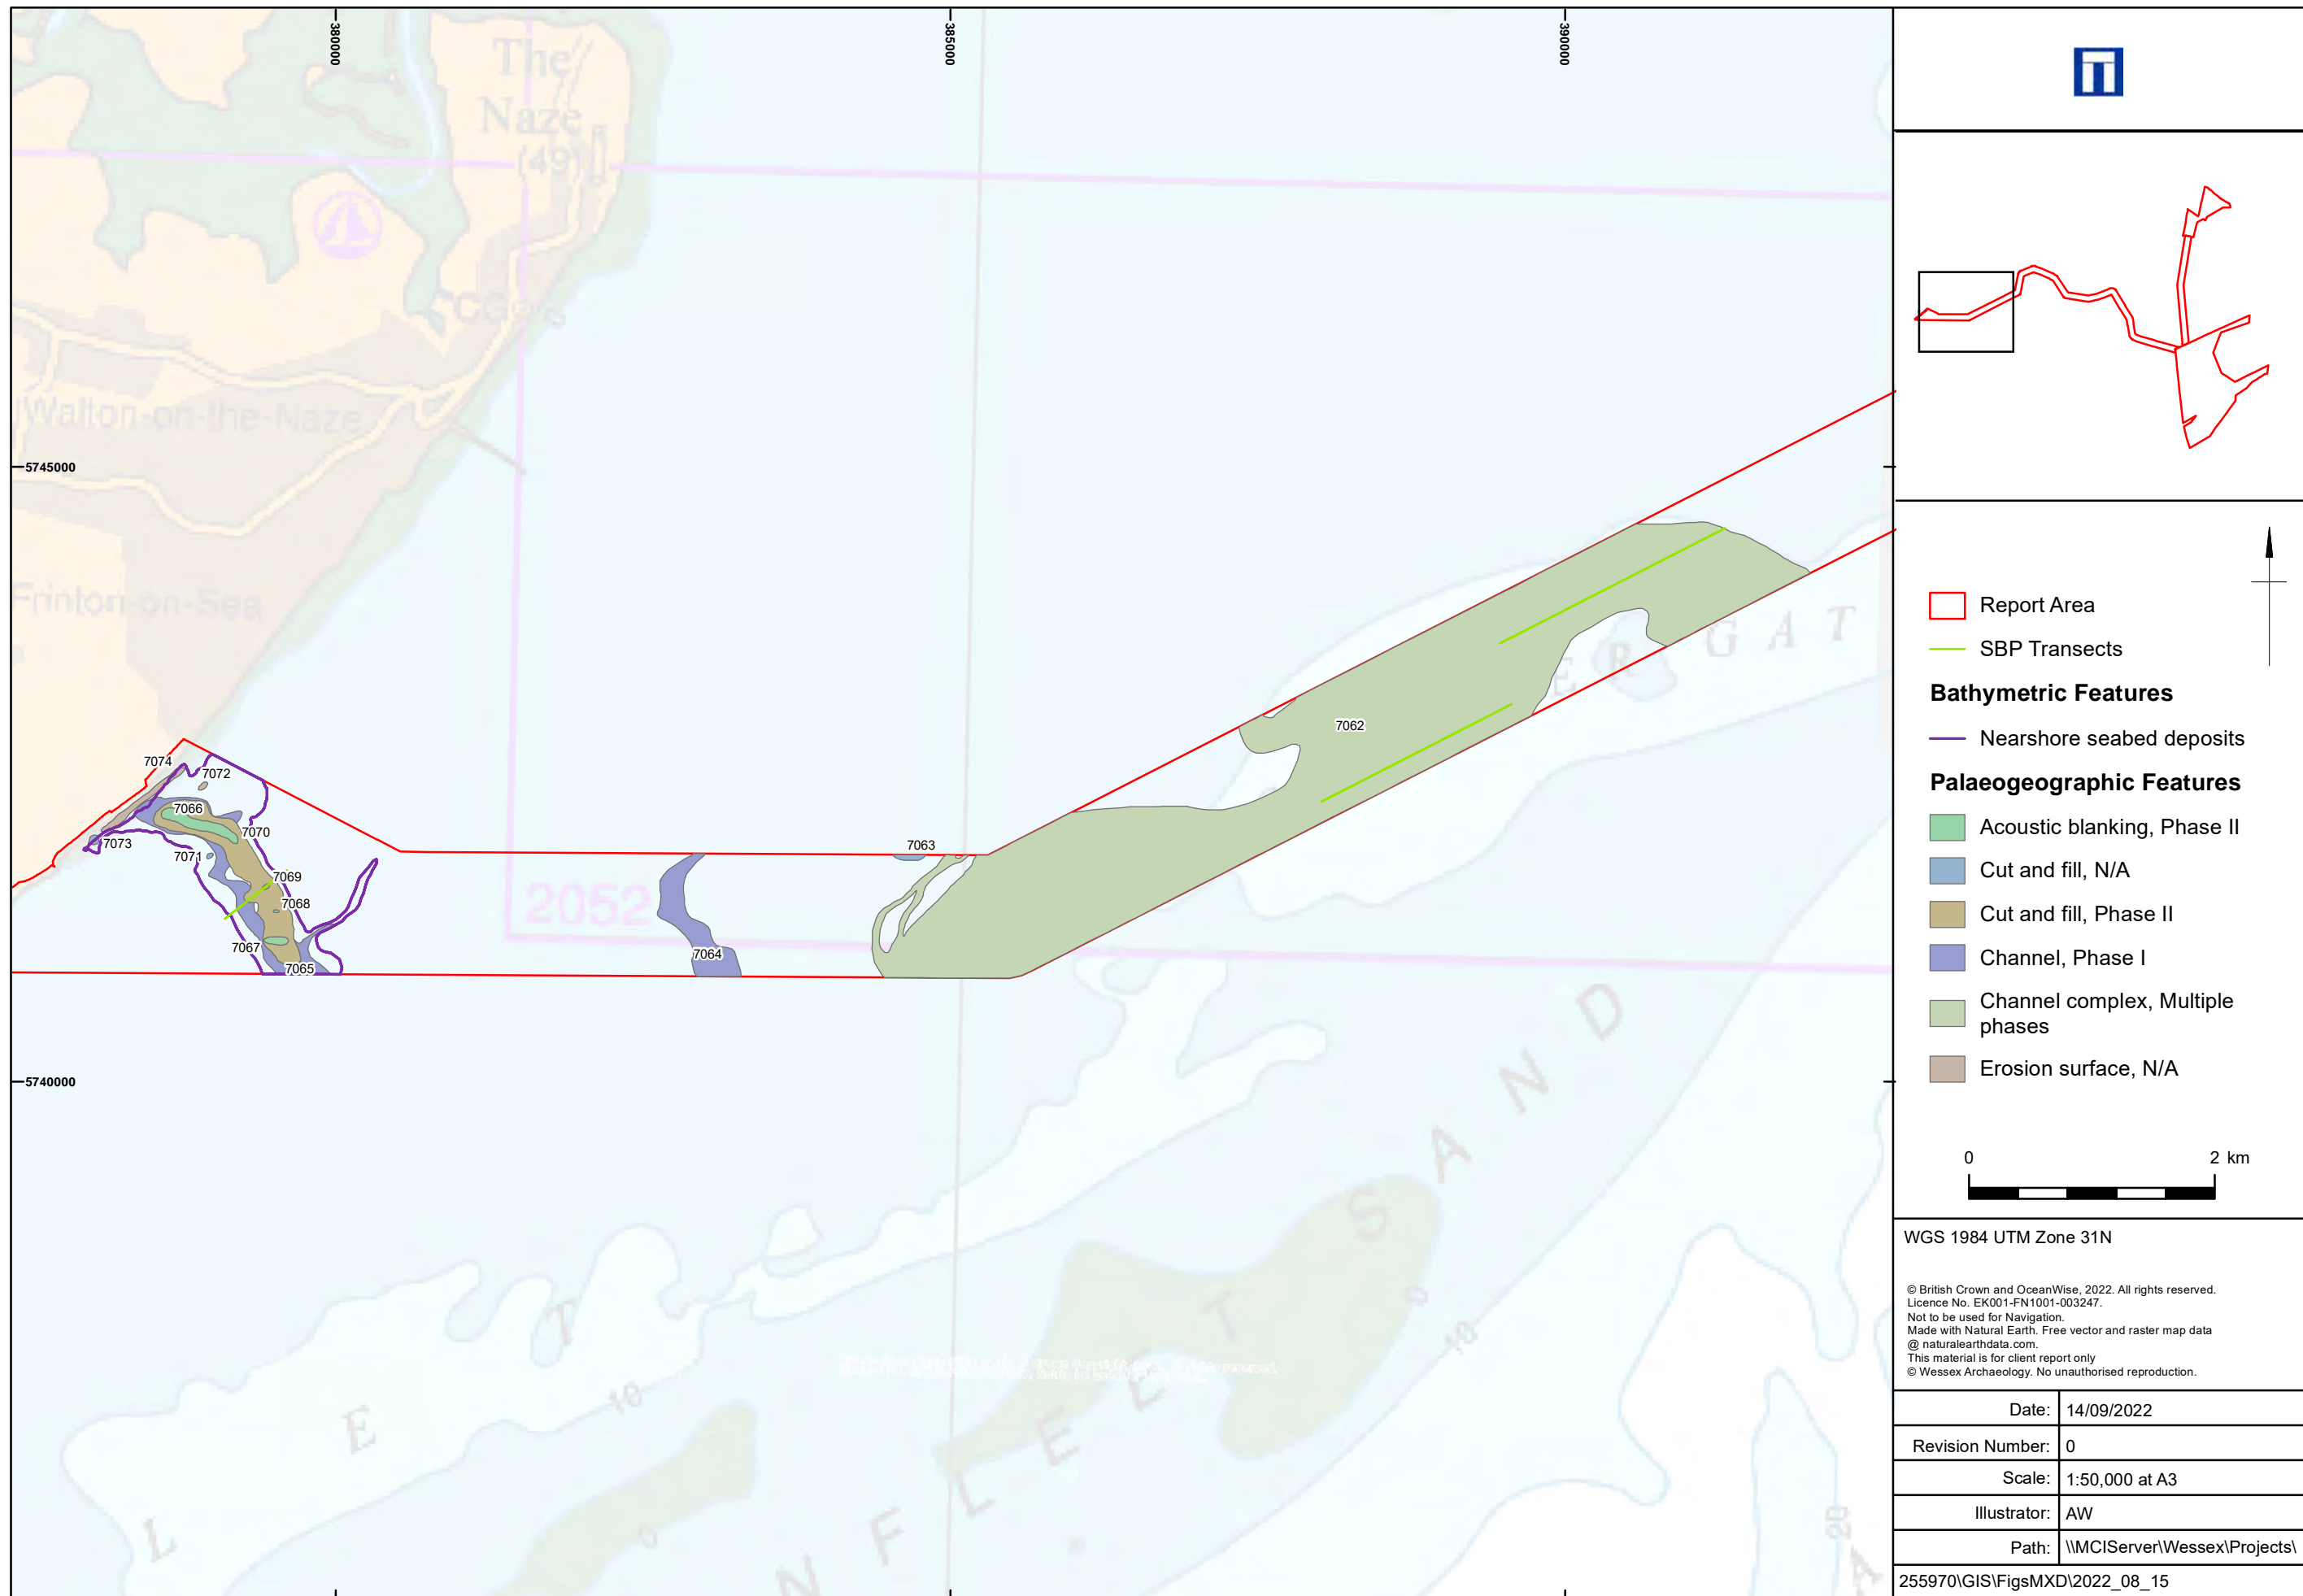 380000
385000
390000
The
Naze
(49)
CG
Walton-on-the-Naze
5745000
Frinton-on-Sea
E R G A T
7062
7074
7072
7066
7070
7073
7071
7063
7069
7068
2052
7067
7064
7065
5740000
S A N D
10
0
10
0
L E T
N F L E E T
20
A
Report Area
SBP Transects
Bathymetric Features
Nearshore seabed deposits
Palaeogeographic Features
Acoustic blanking, Phase II
Cut and fill, N/A
Cut and fill, Phase II
Channel, Phase I
Channel complex, Multiple
phases
Erosion surface, N/A
0 2 km
WGS 1984 UTM Zone 31N
© British Crown and OceanWise, 2022. All rights reserved.
Licence No. EK001-FN1001-003247.
Not to be used for Navigation.
Made with Natural Earth. Free vector and raster map data
@ naturalearthdata.com.
This material is for client report only
© Wessex Archaeology. No unauthorised reproduction.
Date: 14/09/2022
Revision Number: 0
Scale: 1:50,000 at A3
Illustrator: AW
Path: \\MCIServer\Wessex\Projects\
255970\GIS\FigsMXD\2022_08_15